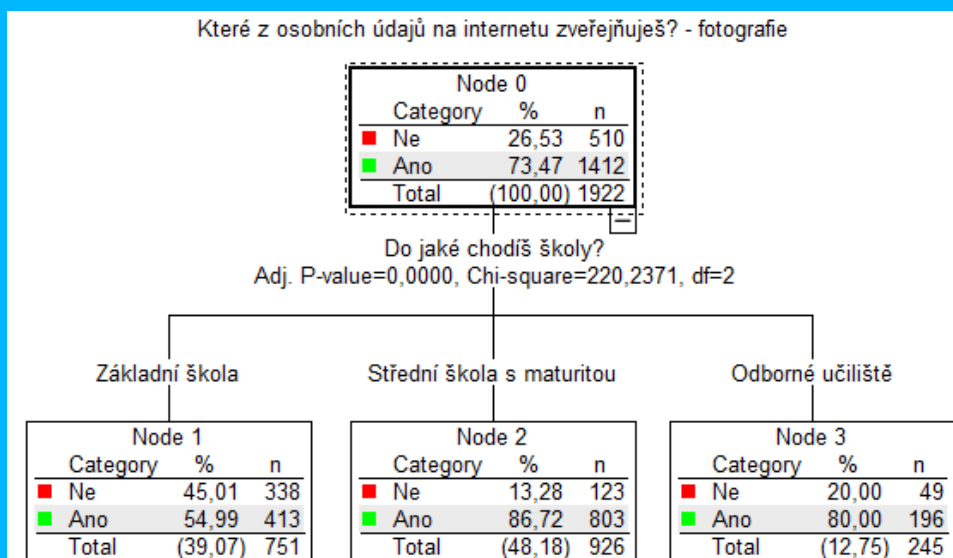 Které z osobních údajů na internetu zveřejňuješ? - fotografie
Node 0
Category % n
Ne 26,53 510
Ano 73,47 1412
Total (100,00) 1922
Do jaké chodíš školy?
Adj. P-value=0,0000, Chi-square=220,2371, df=2
Základní škola
Střední škola s maturitou
Odborné učiliště
Node 1
Category % n
Ne 45,01 338
Ano 54,99 413
Total (39,07) 751
Node 2
Category % n
Ne 13,28 123
Ano 86,72 803
Total (48,18) 926
Node 3
Category % n
Ne 20,00 49
Ano 80,00 196
Total (12,75) 245